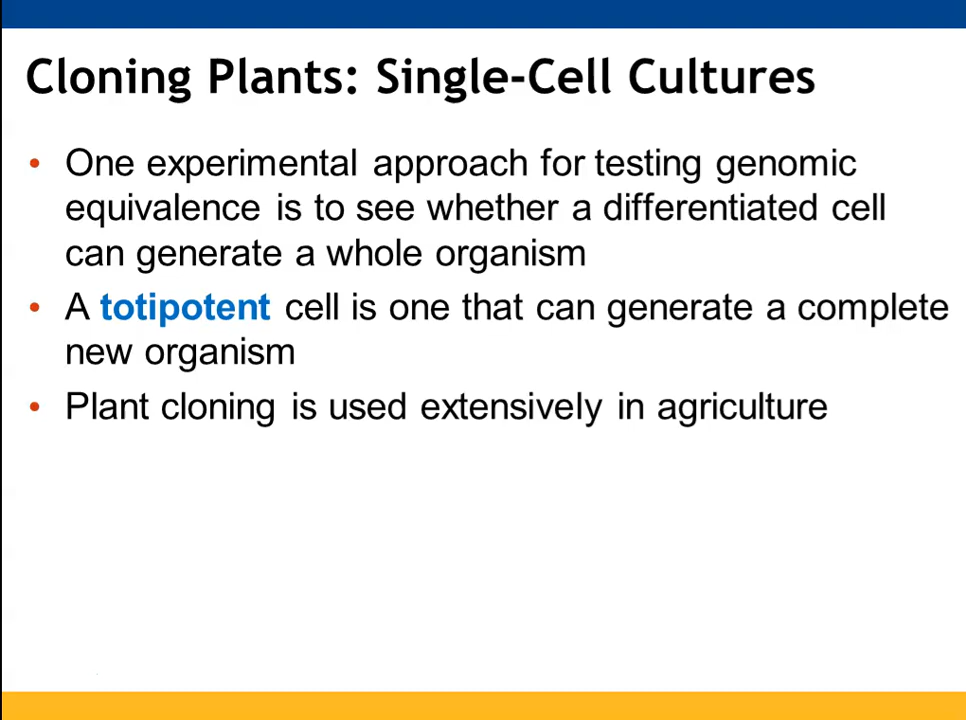 Cloning Plants: Single-Cell Cultures
• One experimental approach for testing genomic
equivalence is to see whether a differentiated cell
can generate a whole organism
• A totipotent cell is one that can generate a complete
new organism
• Plant cloning is used extensively in agriculture